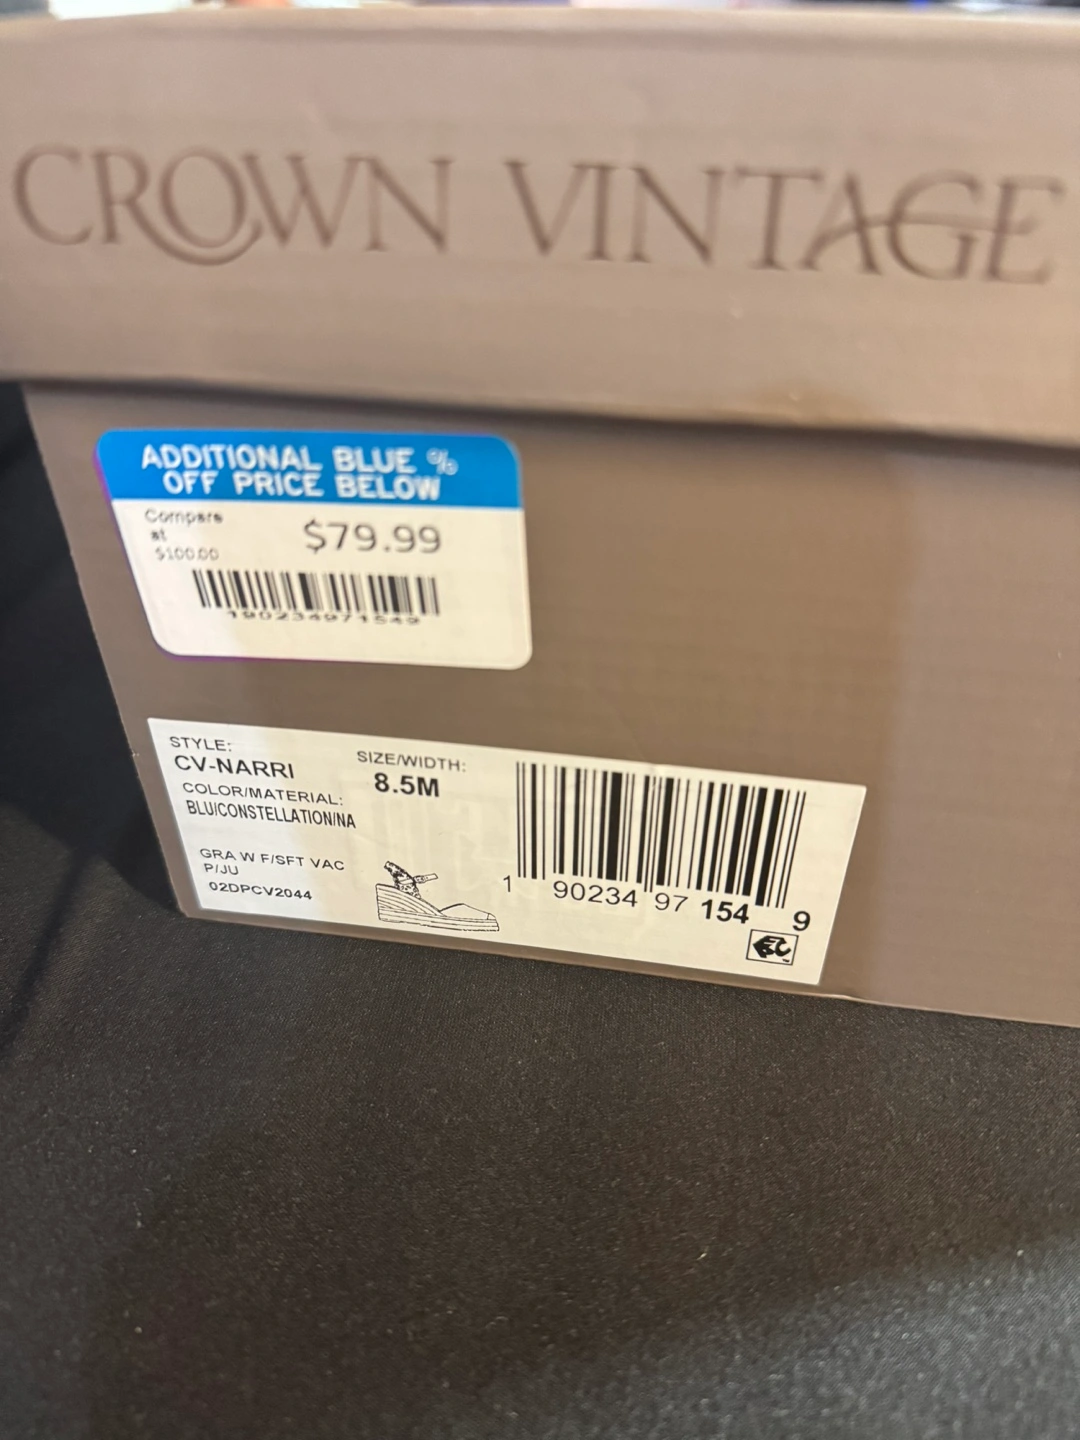 CROWN VINTAGE
ADDITIONAL BLUE %
OFF PRICE BELOW
Compare
at
$100.00
$79.99
190234971549
STYLE:
CV-NARRI
SIZE/WIDTH:
8.5M
COLOR/MATERIAL:
BLU/CONSTELLATION/NA
GRA W F/SFT VAC
P/JU
02DPCV2044
1 90234 97 154 9